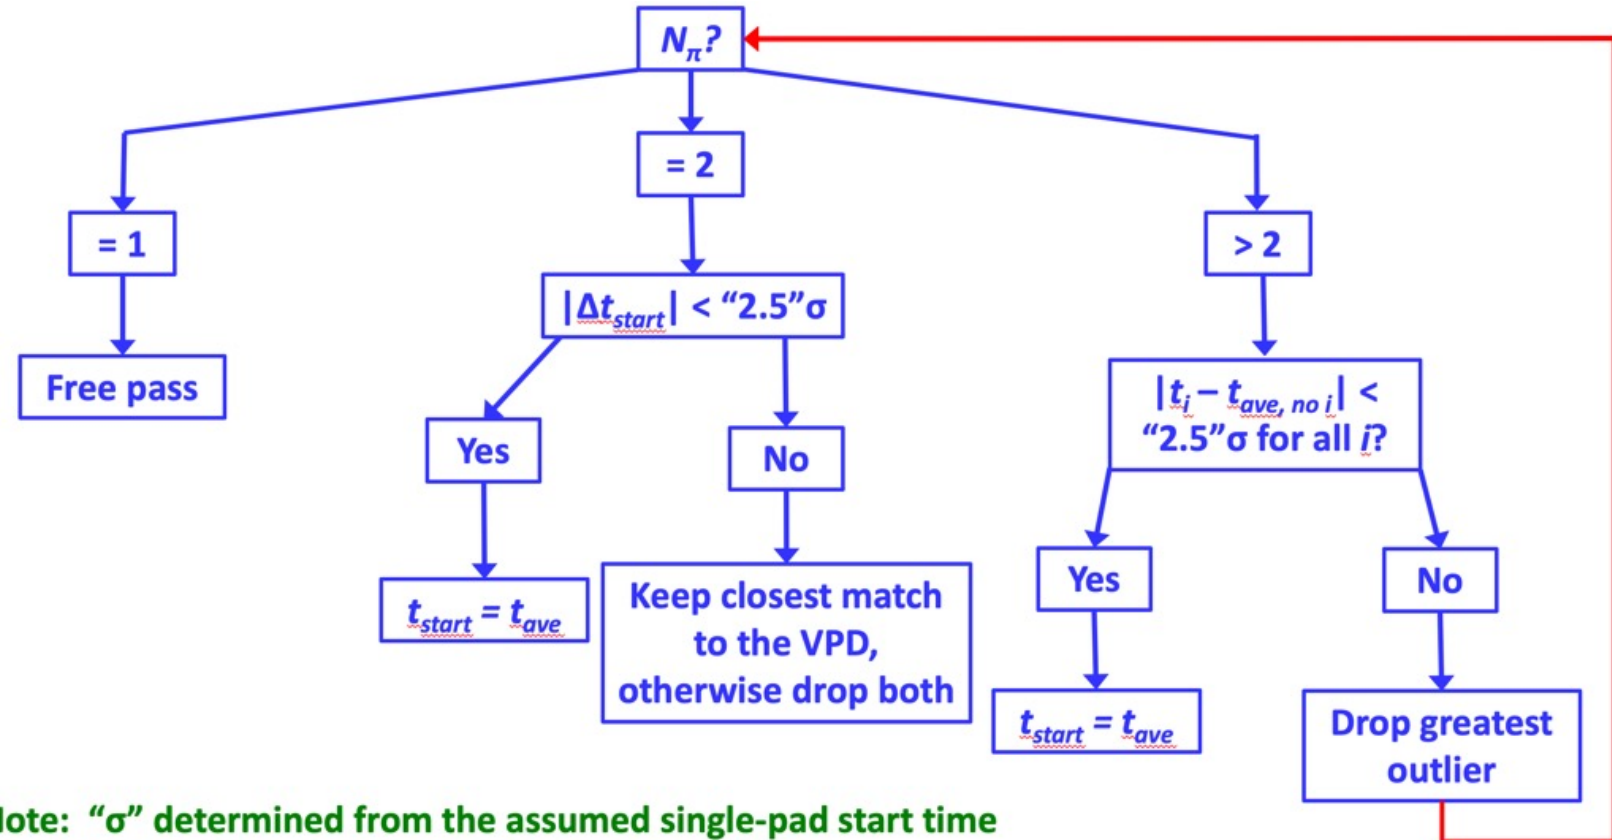 Nπ?
= 2
= 1
> 2
|Δtstart| < “2.5”σ
Free pass
|ti – tave, no i| <
“2.5”σ for all i?
Yes
No
Yes
No
tstart = tave
Keep closest match
to the VPD,
otherwise drop both
tstart = tave
Drop greatest
outlier
ote: “σ” determined from the assumed single-pad start time